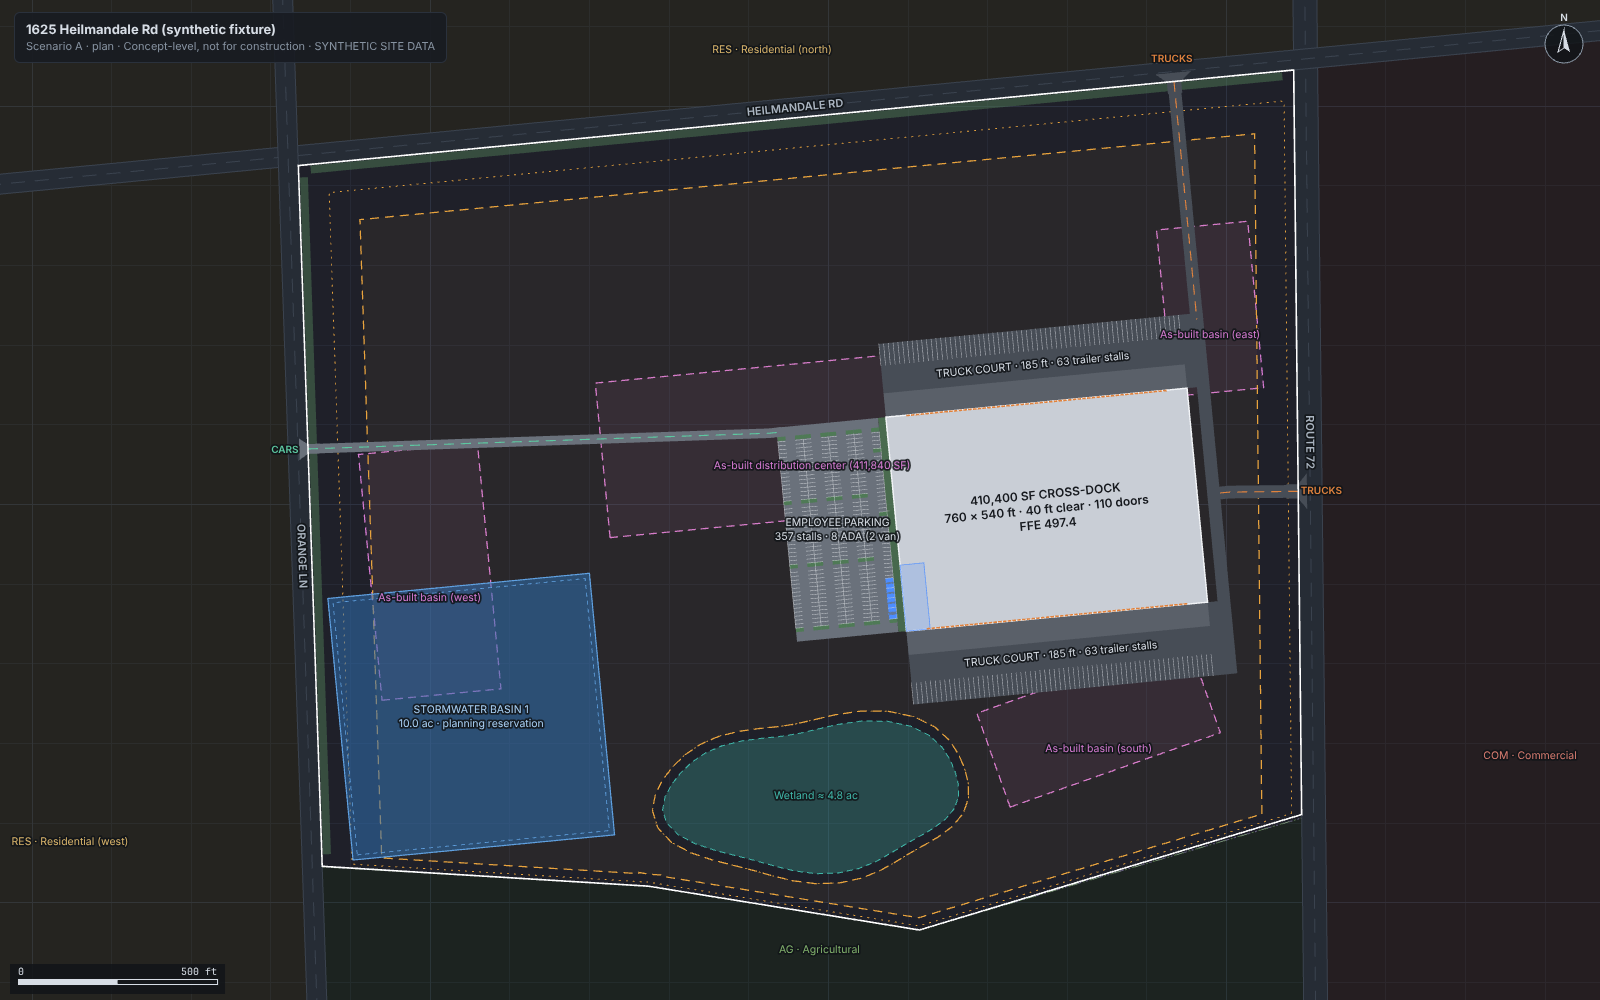 1625 Heilmandale Rd (synthetic fixture)
Scenario A · plan · Concept-level, not for construction · SYNTHETIC SITE DATA
RES · Residential (north)
N
TRUCKS
HEILMANDALE RD
As-built basin (east)
TRUCK COURT · 185 ft · 63 trailer stalls
CARS
ROUTE 72
As-built distribution center (411,840 SF)
410,400 SF CROSS-DOCK
760 × 540 ft · 40 ft clear · 110 doors
FFE 497.4
TRUCKS
EMPLOYEE PARKING
357 stalls · 8 ADA (2 van)
ORANGE LN
As-built basin (west)
TRUCK COURT · 185 ft · 63 trailer stalls
STORMWATER BASIN 1
10.0 ac · planning reservation
As-built basin (south)
COM · Commercial
Wetland ≈ 4.8 ac
RES · Residential (west)
AG · Agricultural
0 500 ft